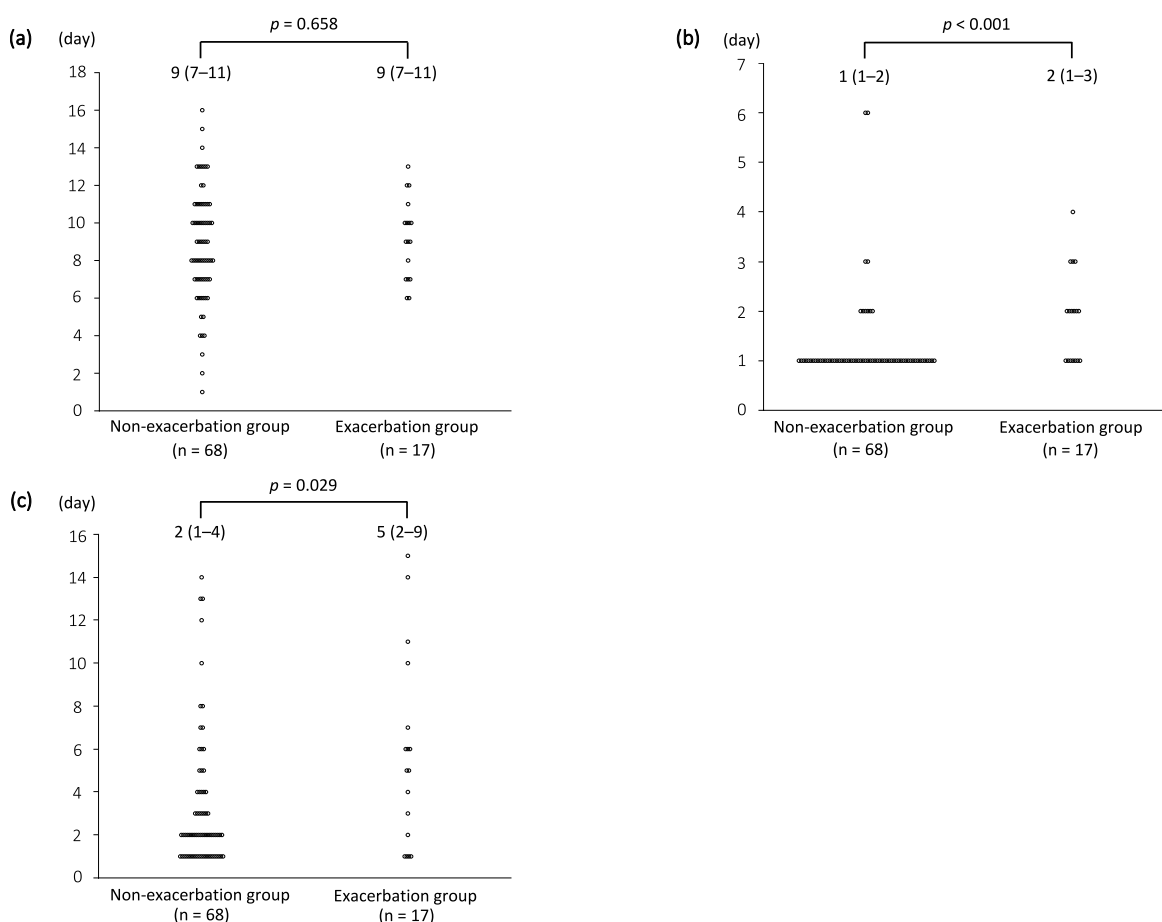 (a)
(day)
p = 0.658
9 (7–11)
9 (7–11)
18
16
14
12
10
8
6
4
2
0
Non-exacerbation group
(n = 68)
Exacerbation group
(n = 17)
(b)
(day)
p < 0.001
1 (1–2)
2 (1–3)
7
6
5
4
3
2
1
0
Non-exacerbation group
(n = 68)
Exacerbation group
(n = 17)
(c)
(day)
p = 0.029
2 (1–4)
5 (2–9)
16
14
12
10
8
6
4
2
0
Non-exacerbation group
(n = 68)
Exacerbation group
(n = 17)